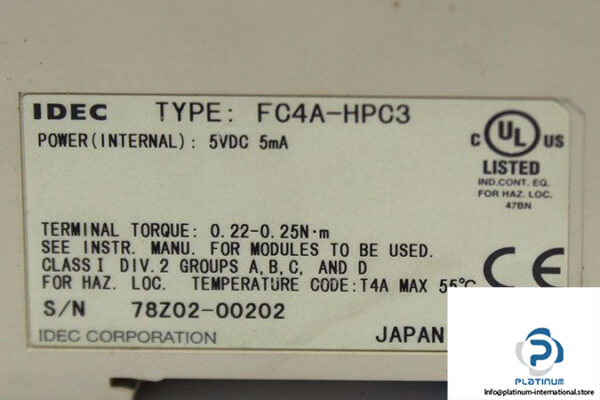 IDEC TYPE: FC4A-HPC3
POWER(INTERNAL): 5VDC 5mA
C UL US
LISTED
IND.CONT. EQ.
FOR HAZ. LOC.
47BN
TERMINAL TORQUE: 0.22-0.25N·m
SEE INSTR. MANU. FOR MODULES TO BE USED.
CLASS I DIV. 2 GROUPS A, B, C, AND D
FOR HAZ. LOC. TEMPERATURE CODE:T4A MAX 55°C
CE
S/N 78Z02-00202
IDEC CORPORATION JAPAN
PLATINUM
Info@platinum-international.store